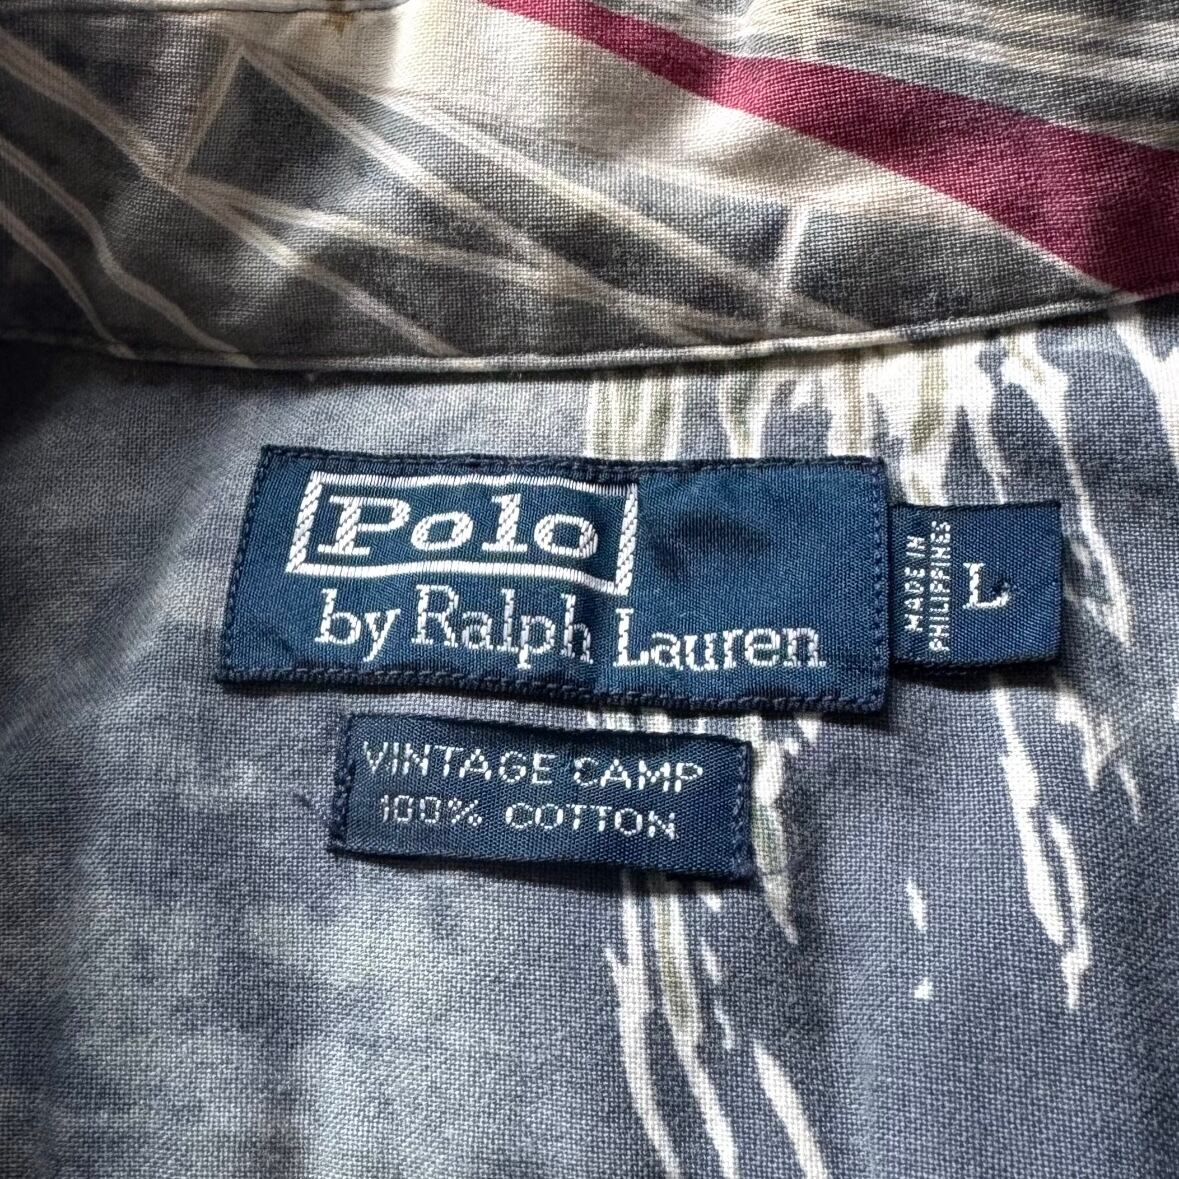 Polo
by Ralph Lauren
MADE IN
PHILIPPINES
L
VINTAGE CAMP
100% COTTON